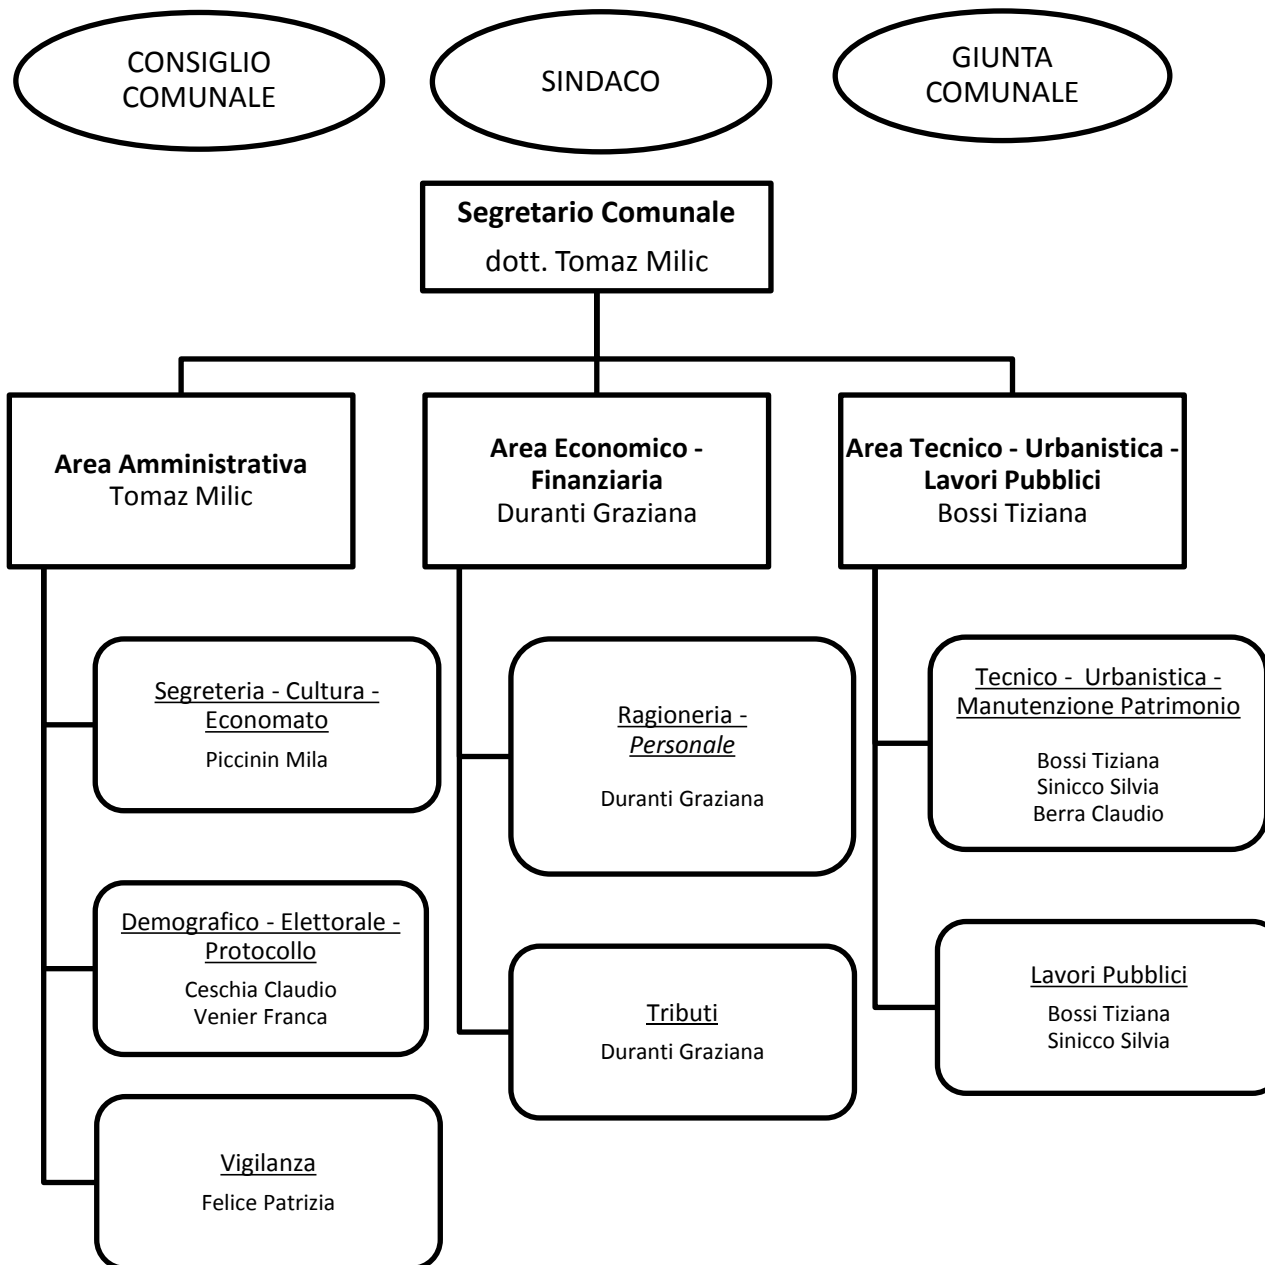 CONSIGLIO
COMUNALE
SINDACO
GIUNTA
COMUNALE
Segretario Comunale
dott. Tomaz Milic
Area Amministrativa
Tomaz Milic
Area Economico -
Finanziaria
Duranti Graziana
Area Tecnico - Urbanistica -
Lavori Pubblici
Bossi Tiziana
Segreteria - Cultura -
Economato
Piccinin Mila
Demografico - Elettorale -
Protocollo
Ceschia Claudio
Venier Franca
Vigilanza
Felice Patrizia
Ragioneria -
Personale
Duranti Graziana
Tributi
Duranti Graziana
Tecnico - Urbanistica -
Manutenzione Patrimonio
Bossi Tiziana
Sinicco Silvia
Berra Claudio
Lavori Pubblici
Bossi Tiziana
Sinicco Silvia